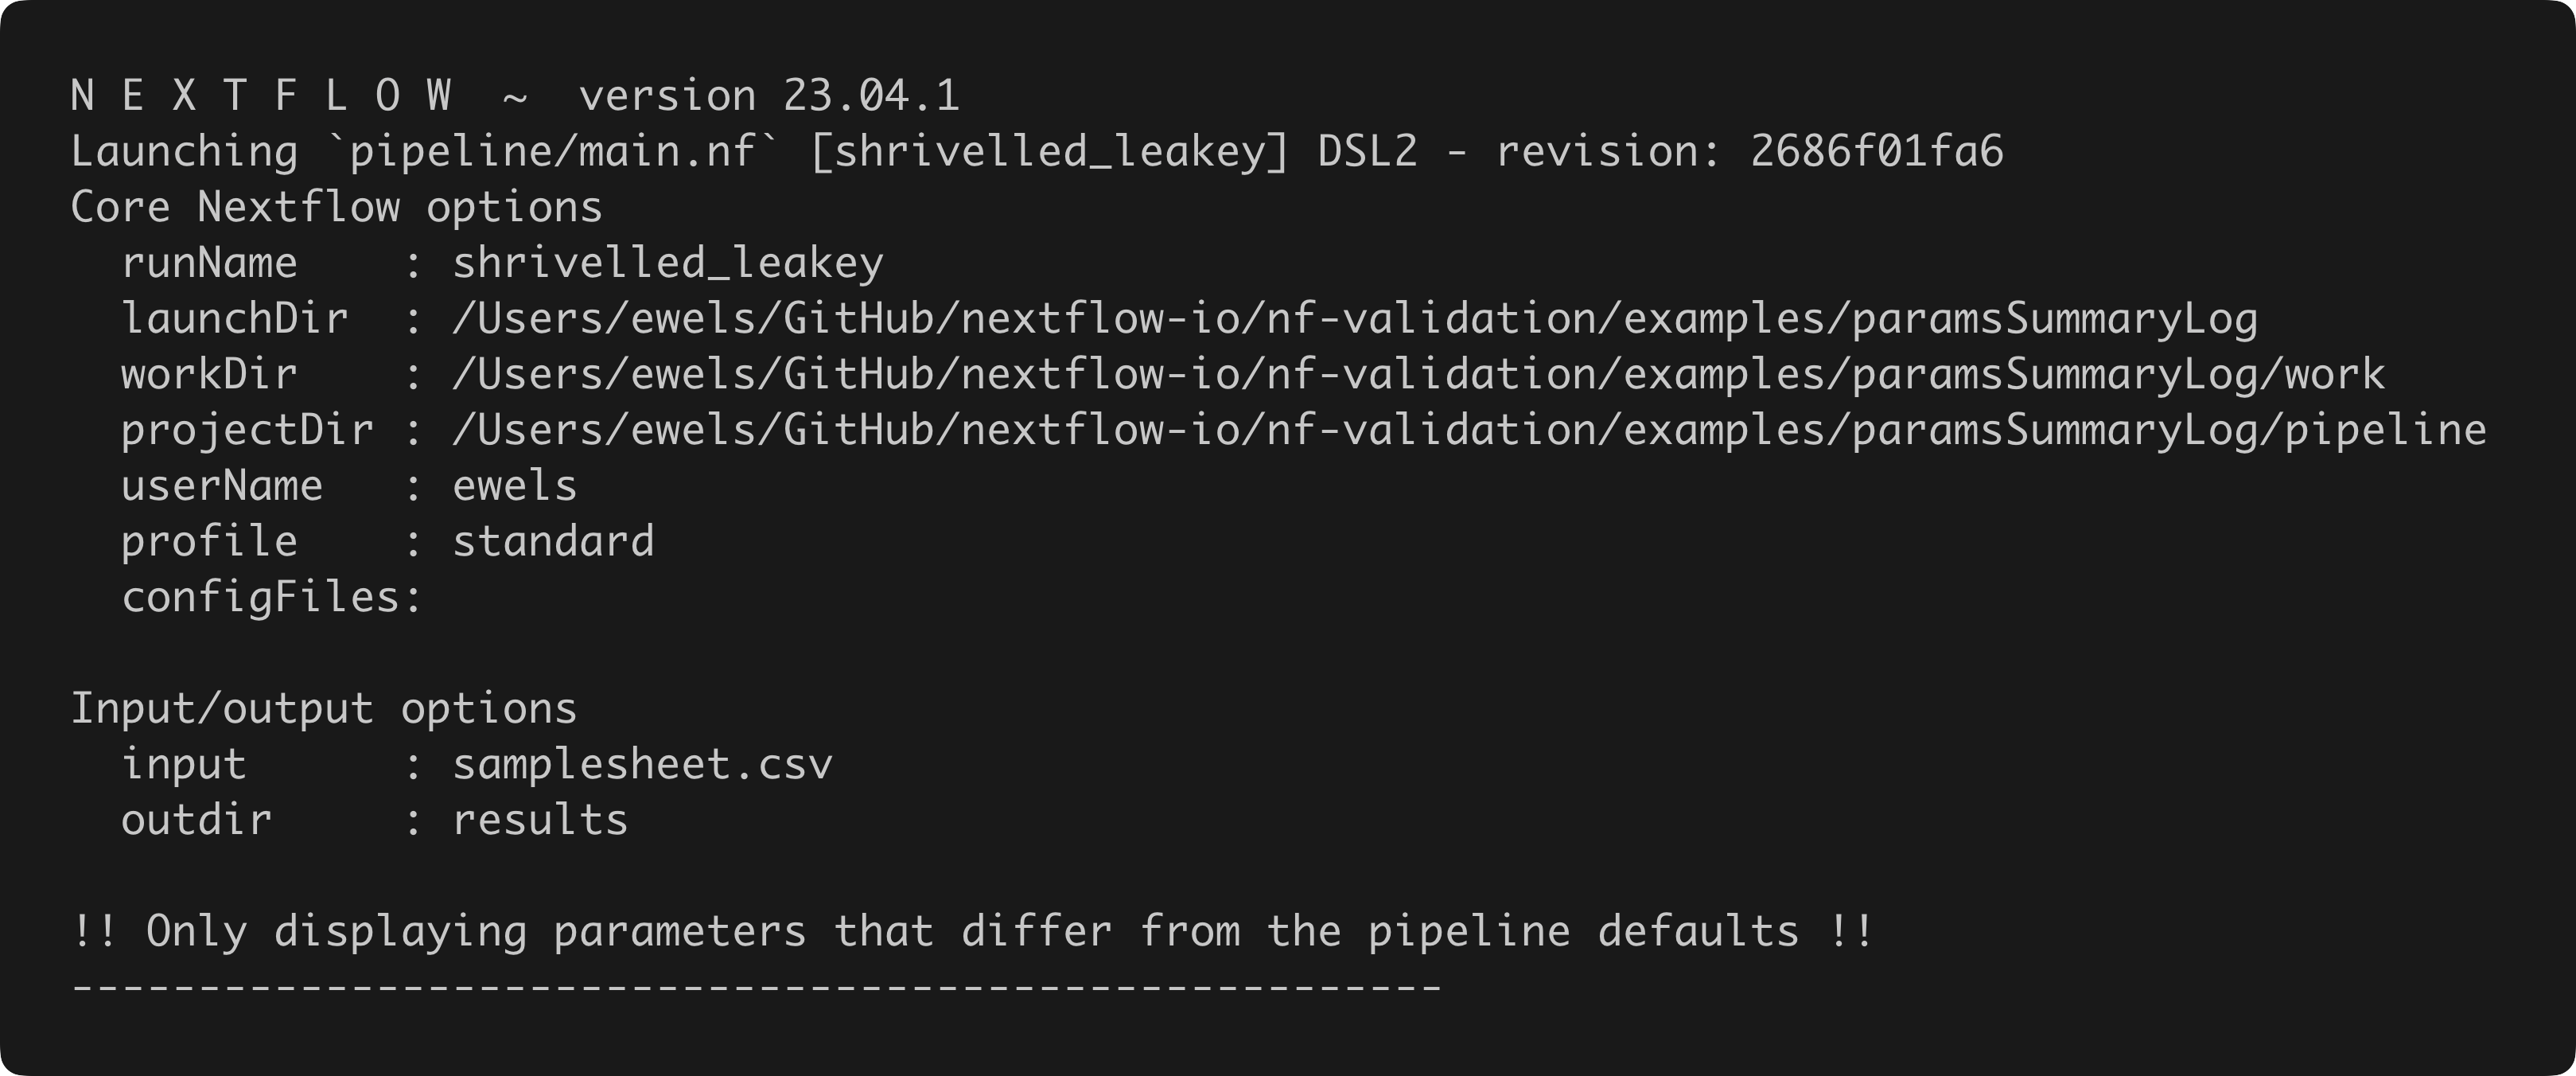 N E X T F L O W  ~  version 23.04.1
Launching `pipeline/main.nf` [shrivelled_leakey] DSL2 - revision: 2686f01fa6
Core Nextflow options
  runName    : shrivelled_leakey
  launchDir  : /Users/ewels/GitHub/nextflow-io/nf-validation/examples/paramsSummaryLog
  workDir    : /Users/ewels/GitHub/nextflow-io/nf-validation/examples/paramsSummaryLog/work
  projectDir : /Users/ewels/GitHub/nextflow-io/nf-validation/examples/paramsSummaryLog/pipeline
  userName   : ewels
  profile    : standard
  configFiles:
Input/output options
  input      : samplesheet.csv
  outdir     : results
!! Only displaying parameters that differ from the pipeline defaults !!
------------------------------------------------------